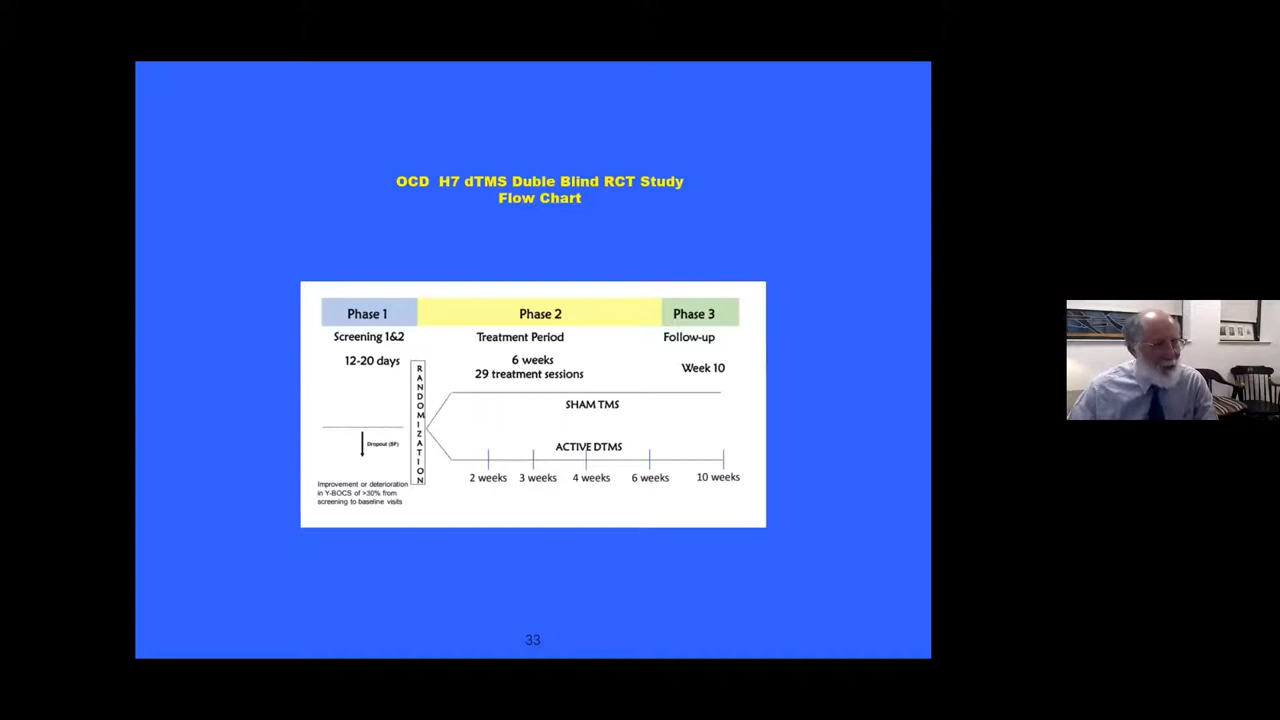 OCD H7 dTMS Duble Blind RCT Study
Flow Chart
Phase 1
Phase 2
Phase 3
Screening 1&2
Treatment Period
Follow-up
12-20 days
6 weeks
29 treatment sessions
Week 10
RANDOMIZATION
SHAM TMS
Dropout (SF)
ACTIVE DTMS
2 weeks
3 weeks
4 weeks
6 weeks
10 weeks
Improvement or deterioration
in Y-BOCS of >30% from
screening to baseline visits
33